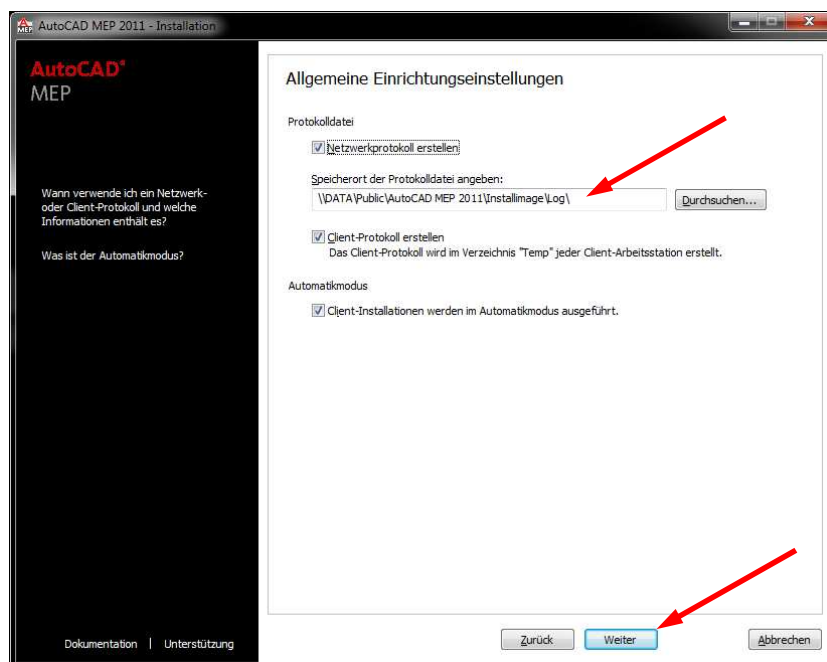 AutoCAD MEP 2011 - Installation
AutoCAD®
MEP
Wann verwende ich ein Netzwerk-
oder Client-Protokoll und welche
Informationen enthält es?
Was ist der Automatikmodus?
Dokumentation | Unterstützung
Allgemeine Einrichtungseinstellungen
Protokolldatei
Netzwerkprotokoll erstellen
Speicherort der Protokolldatei angeben:
\\DATA\Public\AutoCAD MEP 2011\Installimage\Log\
Durchsuchen...
Client-Protokoll erstellen
Das Client-Protokoll wird im Verzeichnis "Temp" jeder Client-Arbeitsstation erstellt.
Automatikmodus
Client-Installationen werden im Automatikmodus ausgeführt.
Zurück
Weiter
Abbrechen